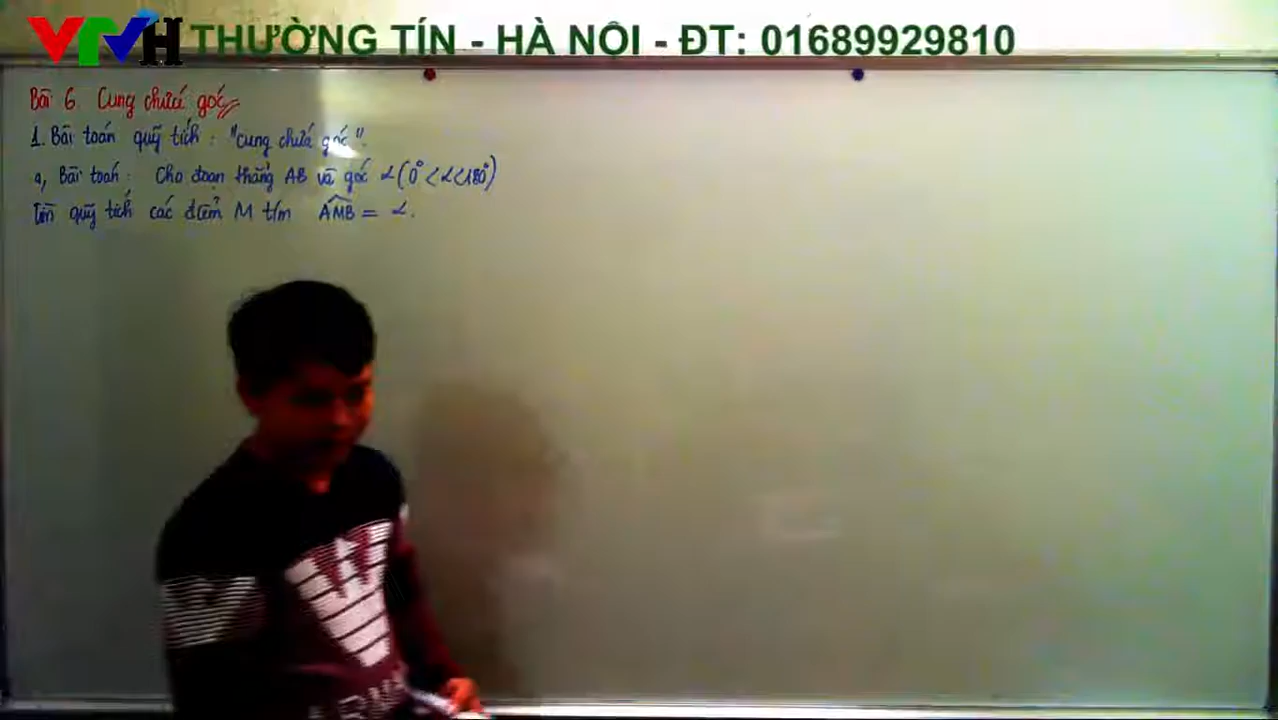 VTVH THƯỜNG TÍN - HÀ NỘI - ĐT: 01689929810
Bài 6. Cung chứa góc
1. Bài toán quỹ tích : "cung chứa góc".
a, Bài toán : Cho đoạn thẳng AB và góc α (0° < α < 180°)
Tìm quỹ tích các điểm M t/m AMB = α.